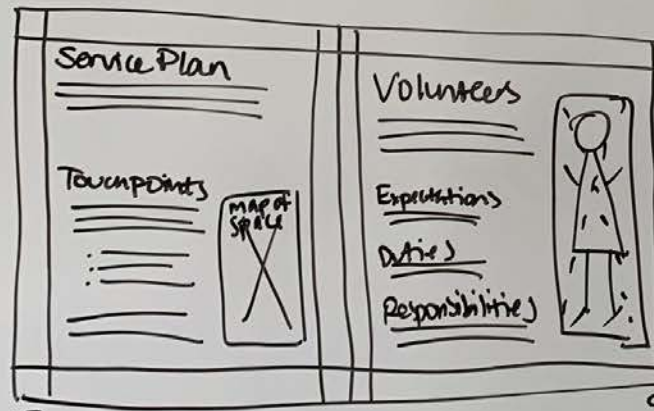 Service Plan
Touchpoints
map of
space
Volunteers
Expectations
Duties
Responsibilities